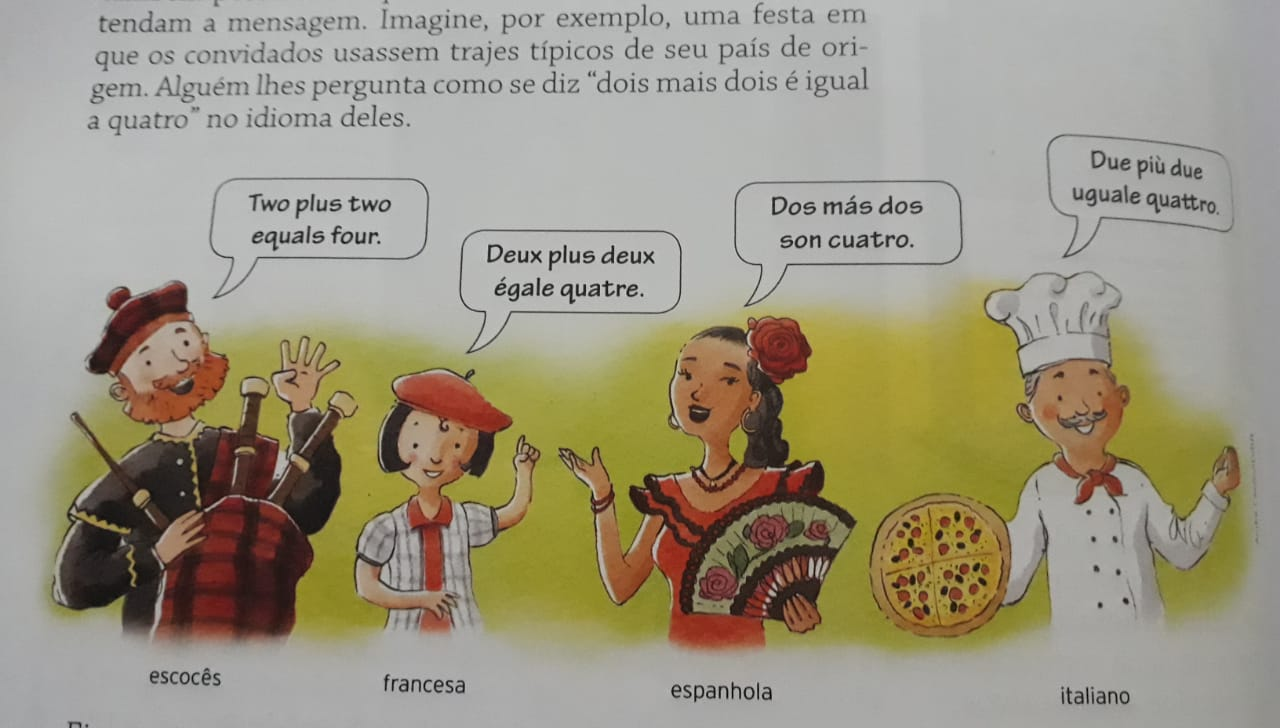 tendam a mensagem. Imagine, por exemplo, uma festa em
que os convidados usassem trajes típicos de seu país de ori-
gem. Alguém lhes pergunta como se diz “dois mais dois é igual
a quatro” no idioma deles.
Two plus two
equals four.
Deux plus deux
égale quatre.
Dos más dos
son cuatro.
Due più due
uguale quattro.
escocês
francesa
espanhola
italiano